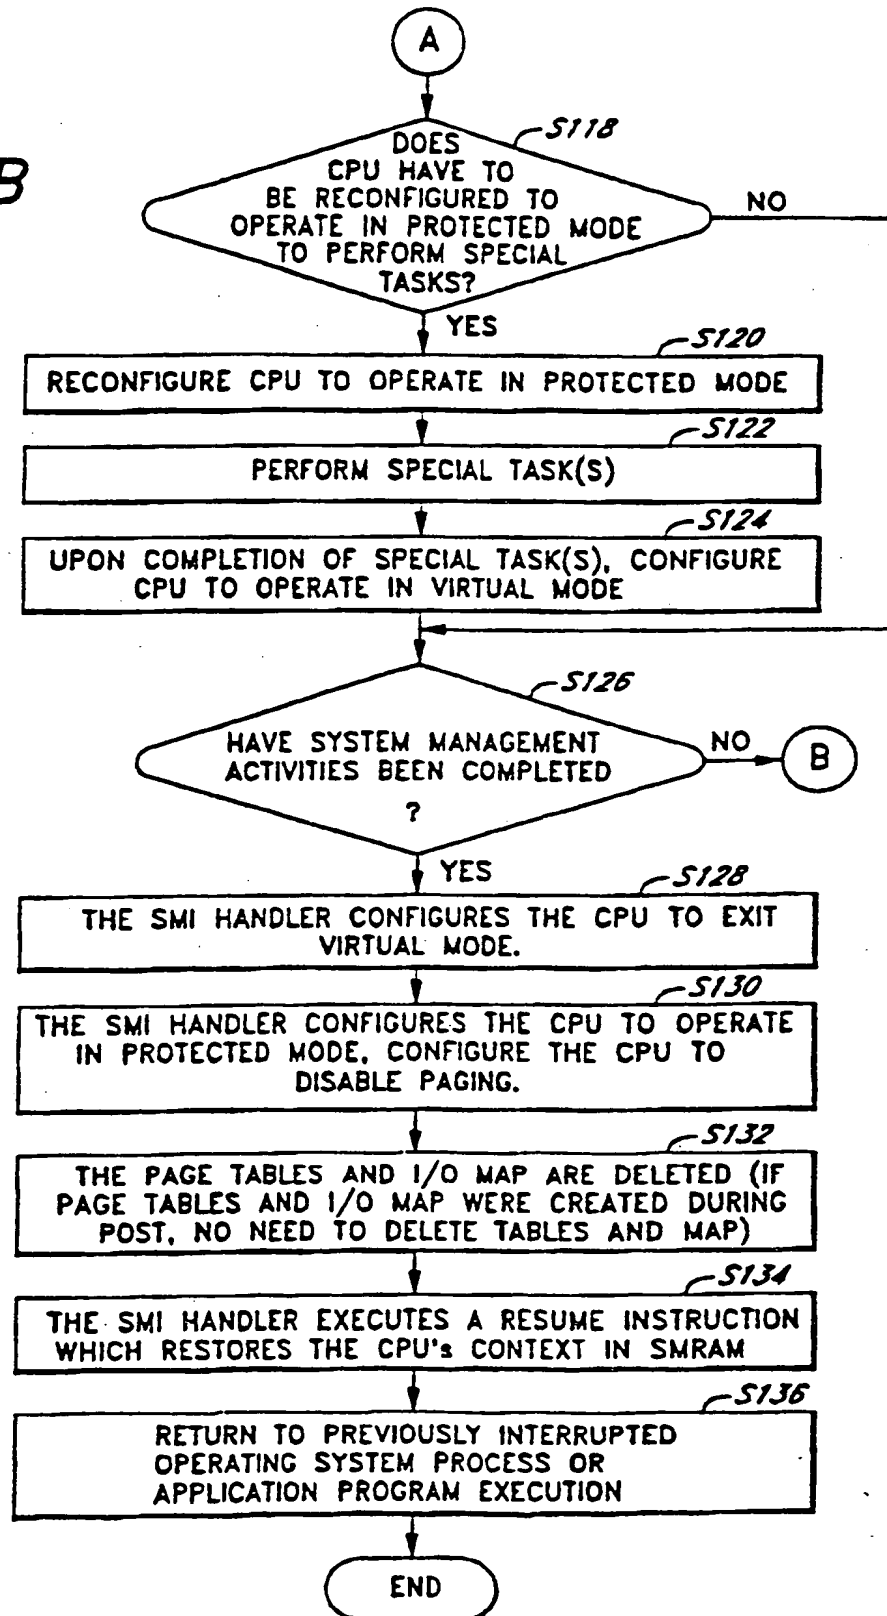 A
B
S118
DOES
CPU HAVE TO
BE RECONFIGURED TO
OPERATE IN PROTECTED MODE
TO PERFORM SPECIAL
TASKS?
NO
YES
S120
RECONFIGURE CPU TO OPERATE IN PROTECTED MODE
S122
PERFORM SPECIAL TASK(S)
S124
UPON COMPLETION OF SPECIAL TASK(S), CONFIGURE
CPU TO OPERATE IN VIRTUAL MODE
S126
HAVE SYSTEM MANAGEMENT
ACTIVITIES BEEN COMPLETED
?
NO
B
YES
S128
THE SMI HANDLER CONFIGURES THE CPU TO EXIT
VIRTUAL MODE.
S130
THE SMI HANDLER CONFIGURES THE CPU TO OPERATE
IN PROTECTED MODE, CONFIGURE THE CPU TO
DISABLE PAGING.
S132
THE PAGE TABLES AND I/O MAP ARE DELETED (IF
PAGE TABLES AND I/O MAP WERE CREATED DURING
POST, NO NEED TO DELETE TABLES AND MAP)
S134
THE SMI HANDLER EXECUTES A RESUME INSTRUCTION
WHICH RESTORES THE CPU's CONTEXT IN SMRAM
S136
RETURN TO PREVIOUSLY INTERRUPTED
OPERATING SYSTEM PROCESS OR
APPLICATION PROGRAM EXECUTION
END